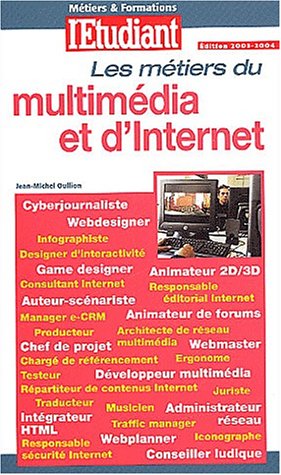 Métiers & Formations
l'Etudiant
Édition 2003-2004
Les métiers du
multimédia
et d'Internet
Jean-Michel Oullion
Cyberjournaliste
Webdesigner
Infographiste
Designer d'interactivité
Game designer
Animateur 2D/3D
Consultant Internet
Responsable
éditorial Internet
Auteur-scénariste
Manager e-CRM
Animateur de forums
Producteur
Architecte de réseau
multimédia
Chef de projet
Webmaster
Chargé de référencement
Ergonome
Testeur
Développeur multimédia
Répartiteur de contenus Internet
Juriste
Traducteur
Musicien
Administrateur
réseau
Intégrateur
HTML
Traffic manager
Responsable
sécurité Internet
Webplanner
Iconographe
Conseiller ludique